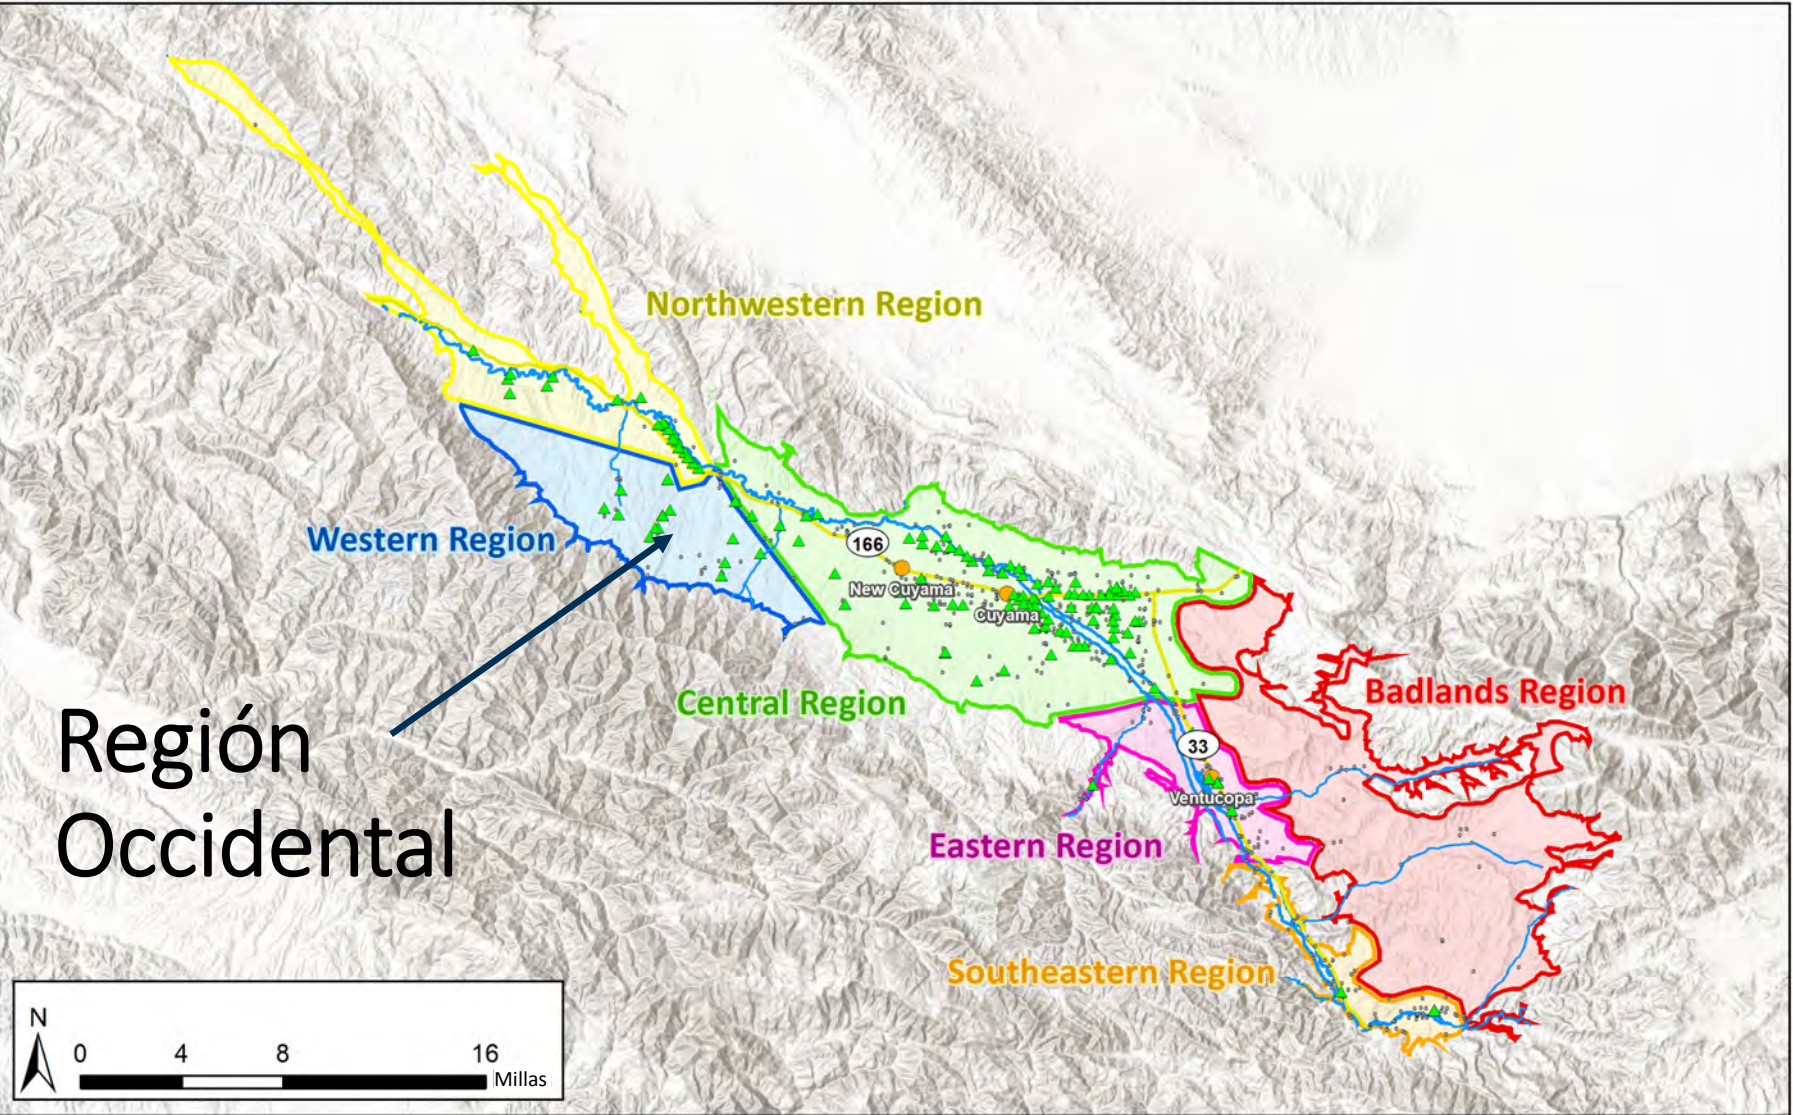 Northwestern Region
Western Region
166
New Cuyama
Cuyama
Central Region
Badlands Region
Región
Occidental
33
Ventucopa
Eastern Region
Southeastern Region
N
0 4 8 16
Millas